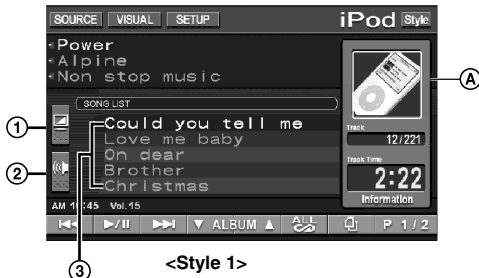 SOURCE VISUAL SETUP iPod Style
Power
Alpine
Non stop music
A
SONG LIST
1
Could you tell me
Love me baby
On dear
Brother
Christmas
Track
12/221
2
Track Time
2:22
Information
AM 10:45 Vol.15
ALBUM ALL P 1/2
3
<Style 1>